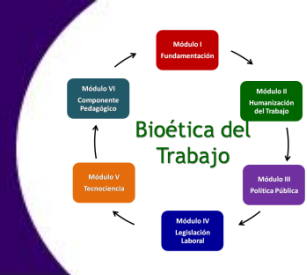 Módulo I
Fundamentación
Módulo II
Humanización
del Trabajo
Módulo III
Política Pública
Módulo IV
Legislación
Laboral
Módulo V
Tecnociencia
Módulo VI
Componente
Pedagógico
Bioética del
Trabajo